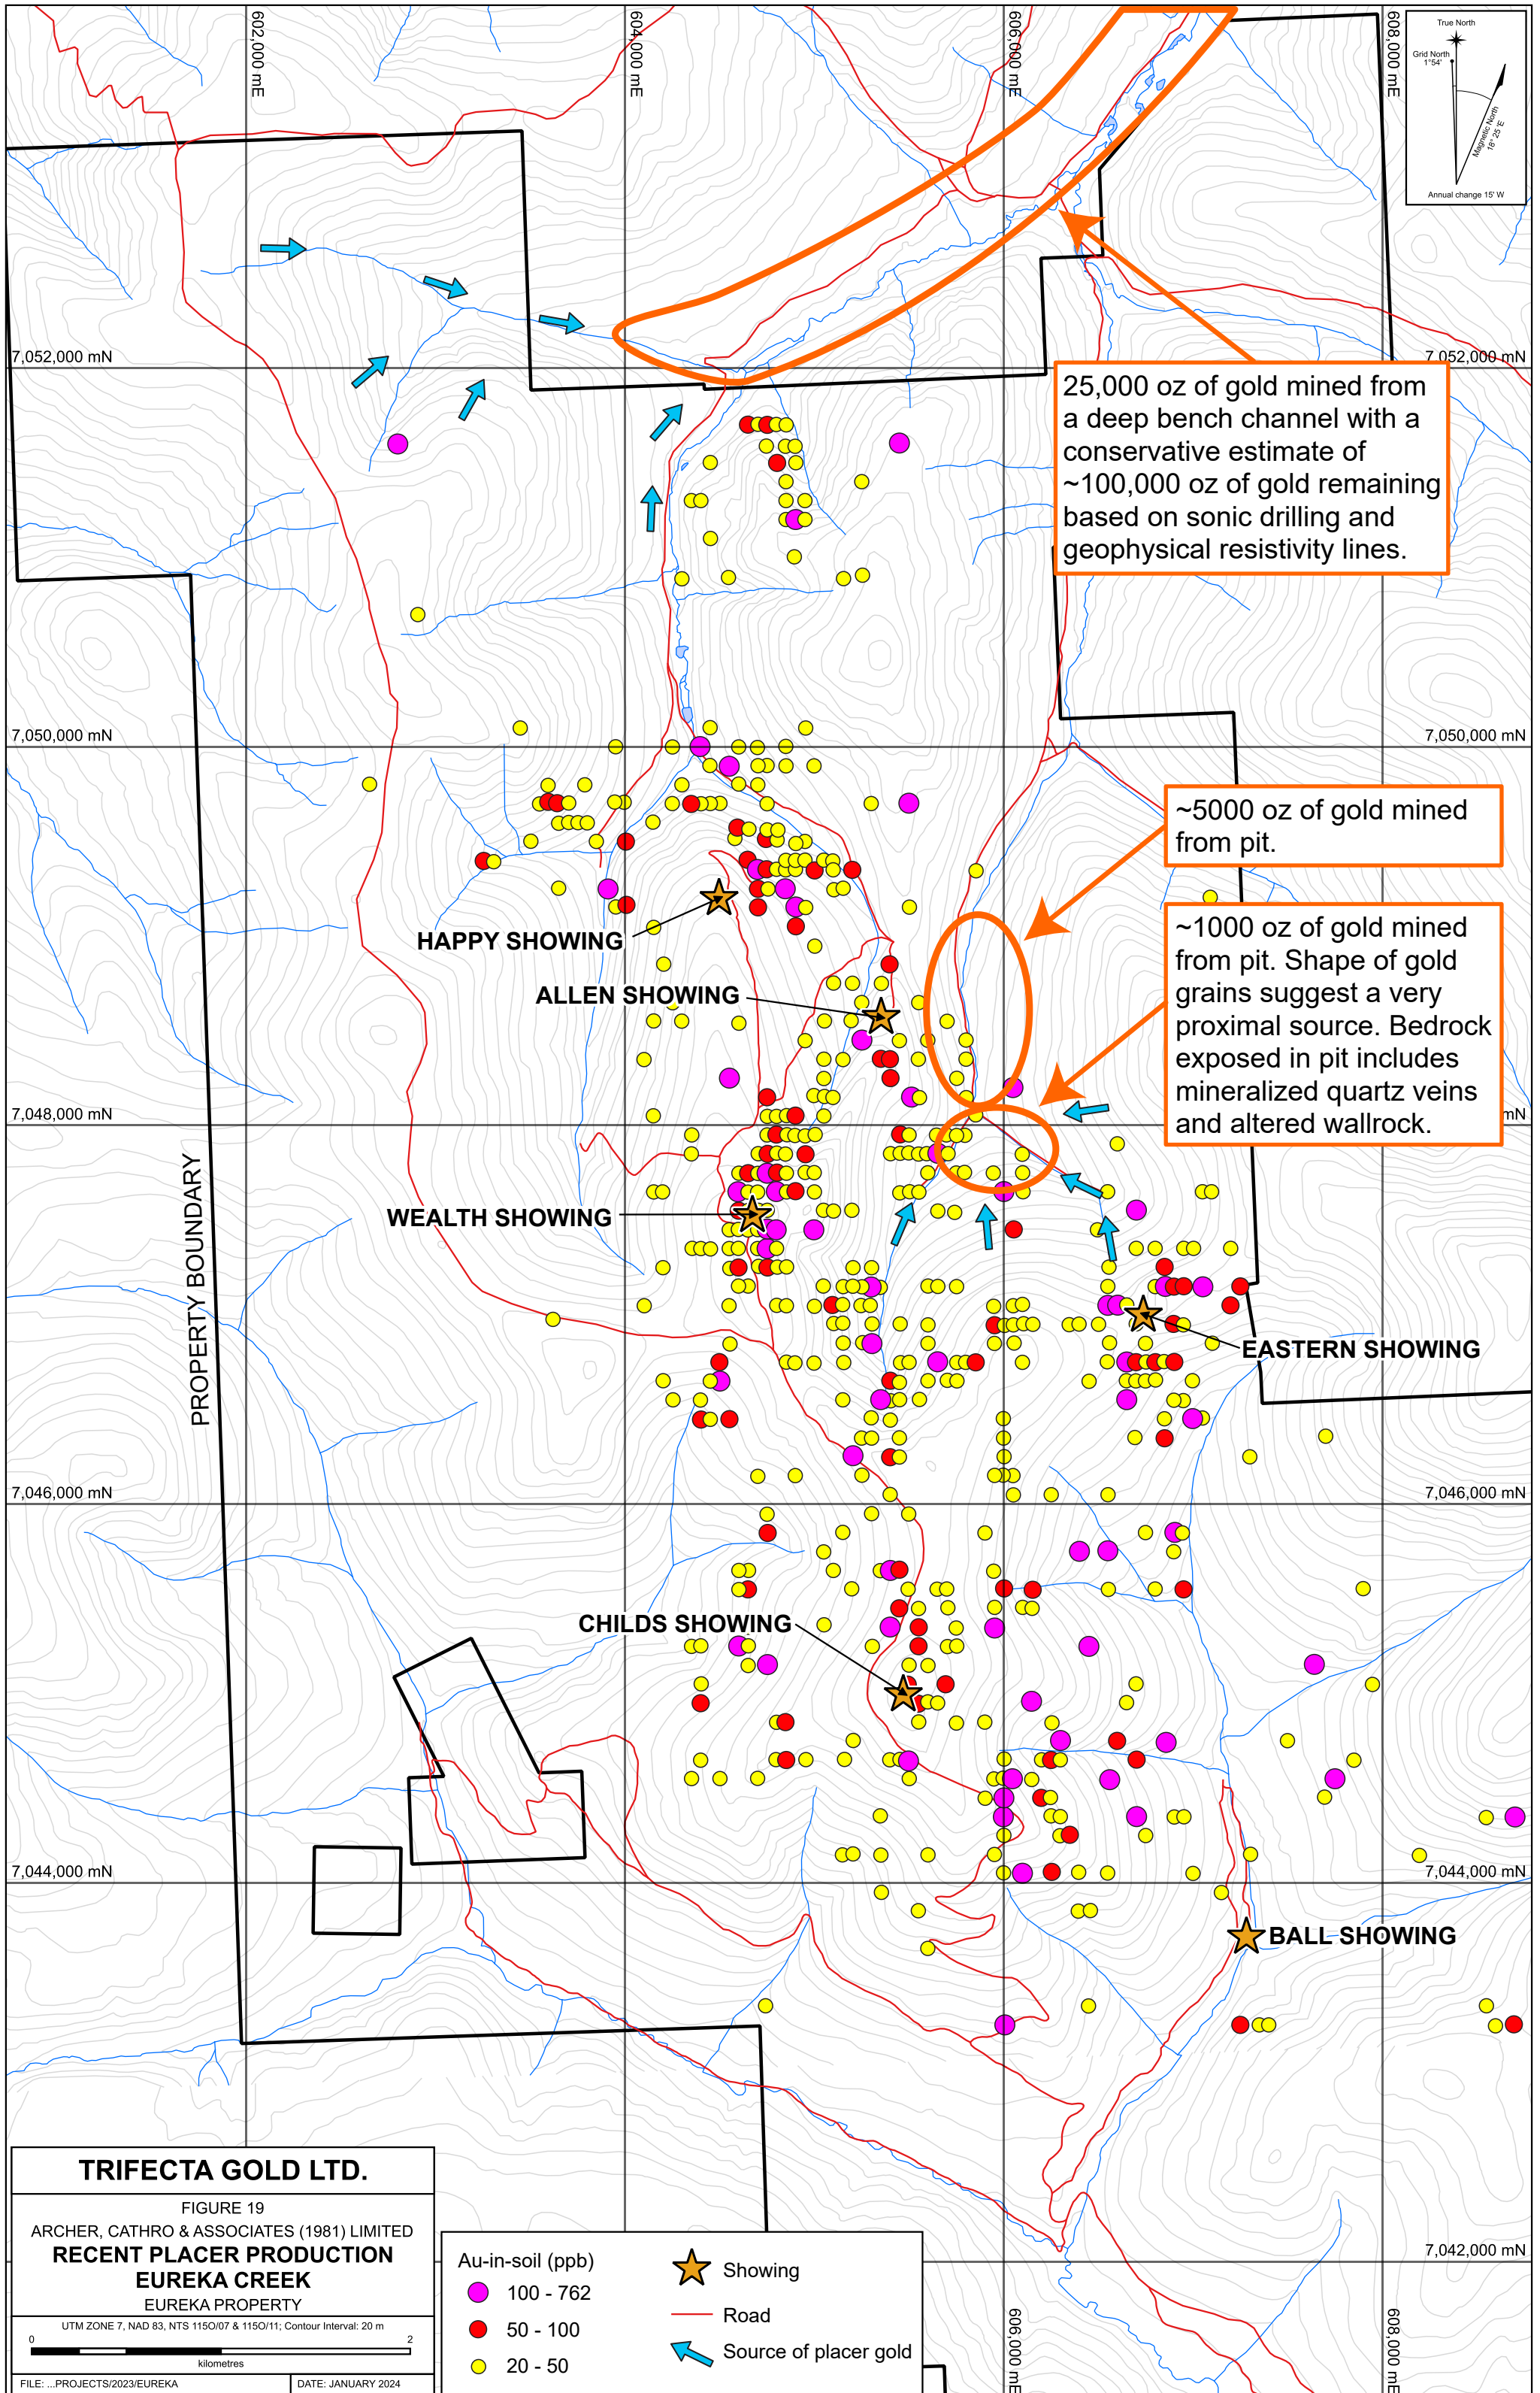 602,000 mE
604,000 mE
606,000 mE
608,000 mE
True North
Grid North
1°54'
Magnetic North
18° 25 'E
Annual change 15' W
7,052,000 mN
7,052,000 mN
25,000 oz of gold mined from
a deep bench channel with a
conservative estimate of
~100,000 oz of gold remaining
based on sonic drilling and
geophysical resistivity lines.
7,050,000 mN
7,050,000 mN
~5000 oz of gold mined
from pit.
~1000 oz of gold mined
from pit. Shape of gold
grains suggest a very
proximal source. Bedrock
exposed in pit includes
mineralized quartz veins
and altered wallrock.
HAPPY SHOWING
ALLEN SHOWING
7,048,000 mN
mN
PROPERTY BOUNDARY
WEALTH SHOWING
EASTERN SHOWING
7,046,000 mN
7,046,000 mN
CHILDS SHOWING
7,044,000 mN
7,044,000 mN
BALL SHOWING
7,042,000 mN
606,000 mE
608,000 mE
TRIFECTA GOLD LTD.
FIGURE 19
ARCHER, CATHRO & ASSOCIATES (1981) LIMITED
RECENT PLACER PRODUCTION
EUREKA CREEK
EUREKA PROPERTY
UTM ZONE 7, NAD 83, NTS 115O/07 & 115O/11; Contour Interval: 20 m
0 2
kilometres
FILE: ...PROJECTS/2023/EUREKA
DATE: JANUARY 2024
Au-in-soil (ppb)
100 - 762
50 - 100
20 - 50
Showing
Road
Source of placer gold